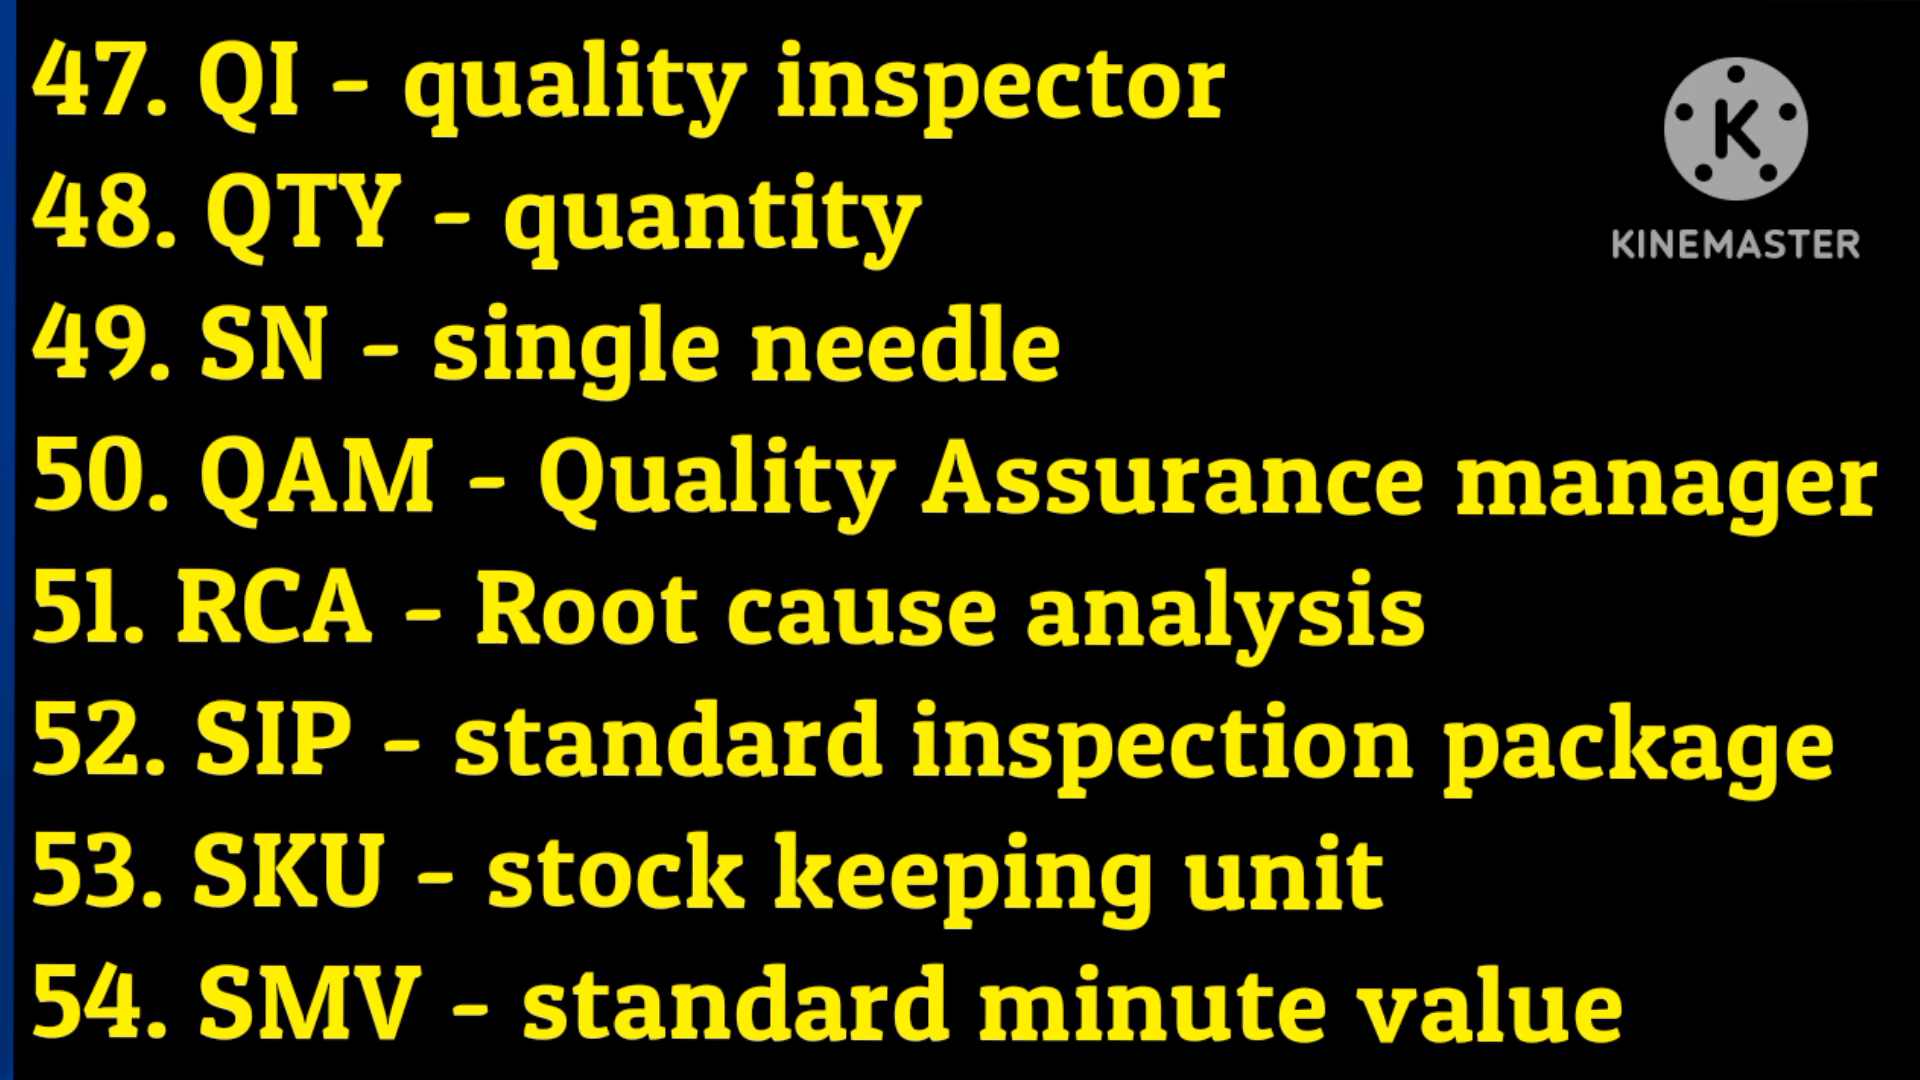 47. QI - quality inspector
48. QTY - quantity
49. SN - single needle
50. QAM - Quality Assurance manager
51. RCA - Root cause analysis
52. SIP - standard inspection package
53. SKU - stock keeping unit
54. SMV - standard minute value
K
KINEMASTER